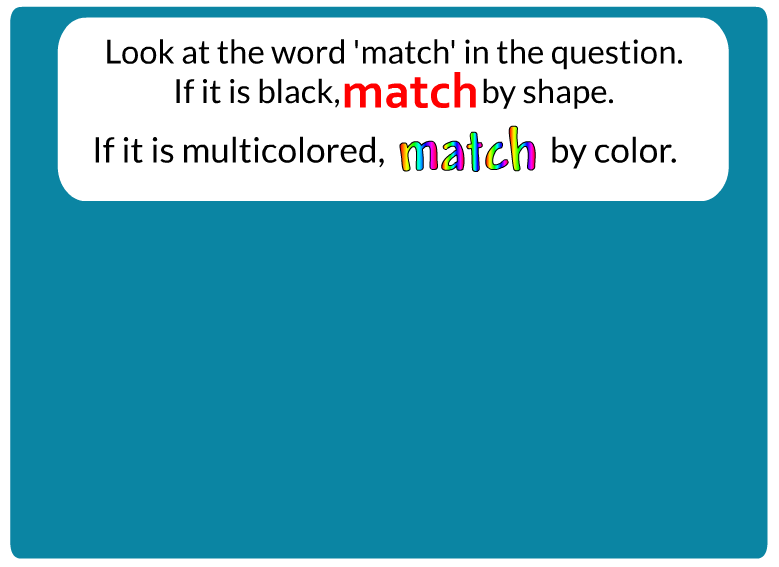 Look at the word 'match' in the question.
If it is black, match by shape.
If it is multicolored, match by color.